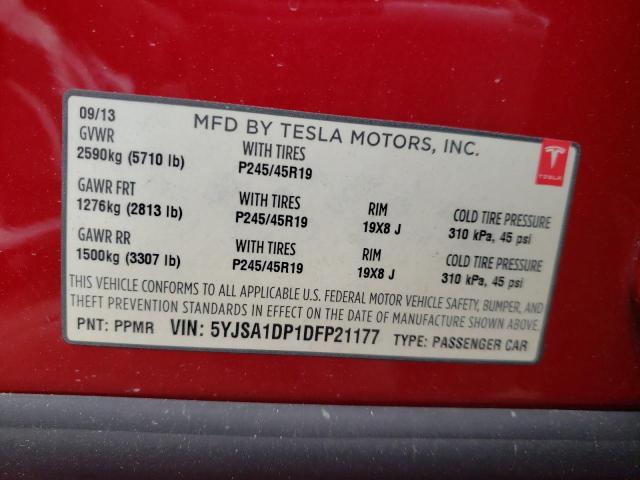 09/13 MFD BY TESLA MOTORS, INC.
GVWR WITH TIRES
2590kg (5710 lb) P245/45R19
TESLA
GAWR FRT WITH TIRES RIM COLD TIRE PRESSURE
1276kg (2813 lb) P245/45R19 19X8 J 310 kPa, 45 psi
GAWR RR WITH TIRES RIM COLD TIRE PRESSURE
1500kg (3307 lb) P245/45R19 19X8 J 310 kPa, 45 psi
THIS VEHICLE CONFORMS TO ALL APPLICABLE U.S. FEDERAL MOTOR VEHICLE SAFETY, BUMPER, AND
THEFT PREVENTION STANDARDS IN EFFECT ON THE DATE OF MANUFACTURE SHOWN ABOVE.
PNT: PPMR VIN: 5YJSA1DP1DFP21177 TYPE: PASSENGER CAR